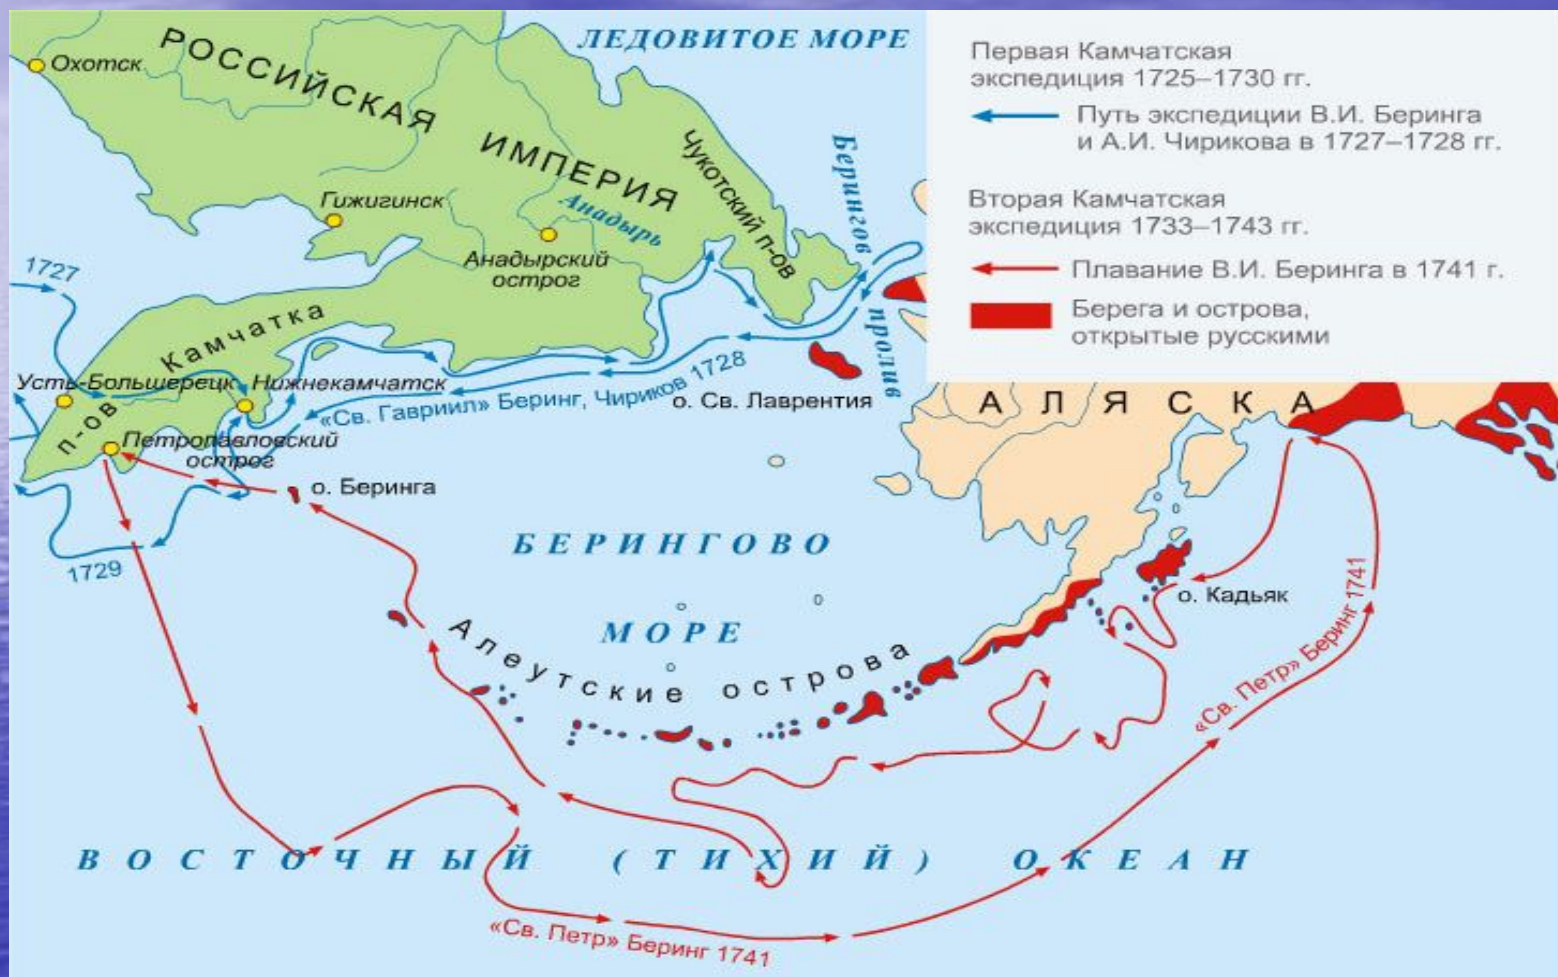 ЛЕДОВИТОЕ МОРЕ
Охотск
РОССИЙСКАЯ
ИМПЕРИЯ
Чукотский п-ов
Берингов
пролив
Гижигинск
Анадырь
Анадырский
острог
1727
Камчатка
п-ов
Усть-Большерецк
Нижнекамчатск
«Св. Гавриил» Беринг, Чириков 1728
о. Св. Лаврентия
Петропавловский
острог
о. Беринга
1729
АЛЯСКА
БЕРИНГОВО
МОРЕ
Алеутские острова
о. Кадьяк
«Св. Петр» Беринг 1741
ВОСТОЧНЫЙ (ТИХИЙ) ОКЕАН
«Св. Петр» Беринг 1741
Первая Камчатская
экспедиция 1725–1730 гг.
Путь экспедиции В.И. Беринга
и А.И. Чирикова в 1727–1728 гг.
Вторая Камчатская
экспедиция 1733–1743 гг.
Плавание В.И. Беринга в 1741 г.
Берега и острова,
открытые русскими